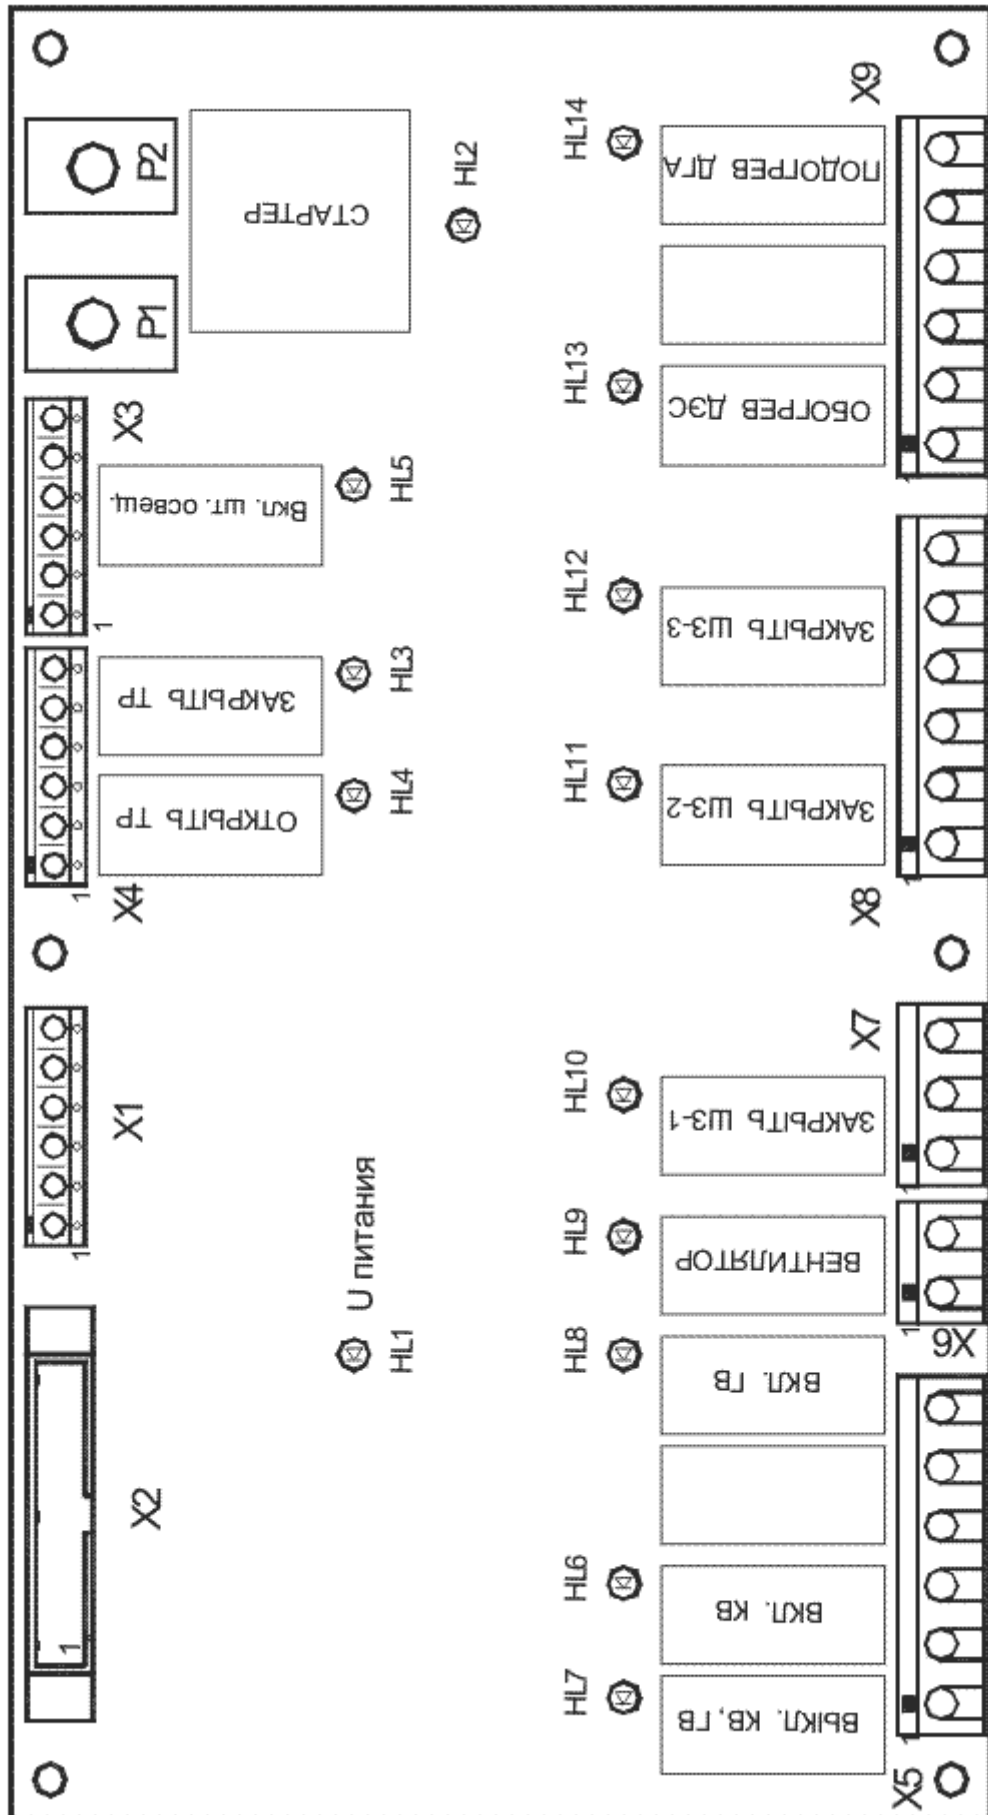 X9
P2
HL14
HL2
ПОДОГРЕВ ДГА
СТАРТЕР
P1
HL13
X3
ОБОГРЕВ ДЭС
1
HL5
Вкл. шт. освещ.
HL12
1
ЗАКРЫТЬ ШЗ-3
HL3
ЗАКРЫТЬ ТР
HL11
HL4
ОТКРЫТЬ ТР
ЗАКРЫТЬ ШЗ-2
1
1
X4
X8
X7
HL10
X1
ЗАКРЫТЬ ШЗ-1
1
U питания
HL9
1
ВЕНТИЛЯТОР
1
X6
HL1
HL8
ВКЛ. ГВ
X2
HL6
ВКЛ. КВ
1
HL7
ВЫКЛ. КВ, ГВ
1
X5